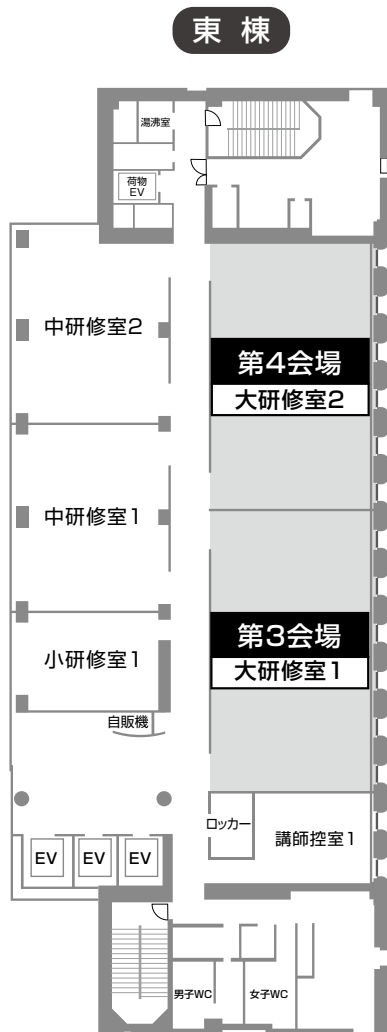 東棟
湯沸室
荷物
EV
中研修室2
第4会場
大研修室2
中研修室1
第3会場
大研修室1
小研修室1
自販機
ロッカー
講師控室1
EV
EV
EV
男子WC
女子WC